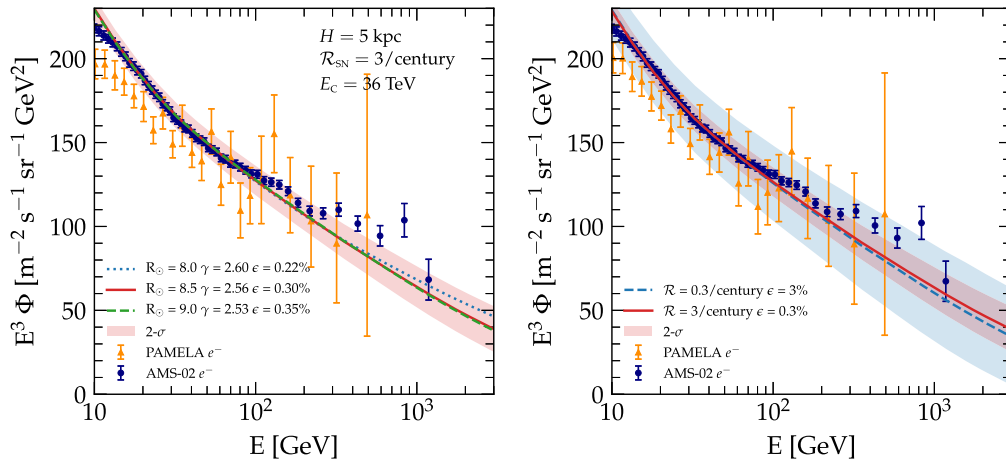 E³ Φ [m⁻² s⁻¹ sr⁻¹ GeV²]
200
150
100
50
0
H = 5 kpc
R_SN = 3/century
E_C = 36 TeV
R_⊙ = 8.0 γ = 2.60 ϵ = 0.22%
R_⊙ = 8.5 γ = 2.56 ϵ = 0.30%
R_⊙ = 9.0 γ = 2.53 ϵ = 0.35%
2-σ
PAMELA e⁻
AMS-02 e⁻
10
10²
10³
E [GeV]
E³ Φ [m⁻² s⁻¹ sr⁻¹ GeV²]
200
150
100
50
0
R = 0.3/century ϵ = 3%
R = 3/century ϵ = 0.3%
2-σ
PAMELA e⁻
AMS-02 e⁻
10
10²
10³
E [GeV]